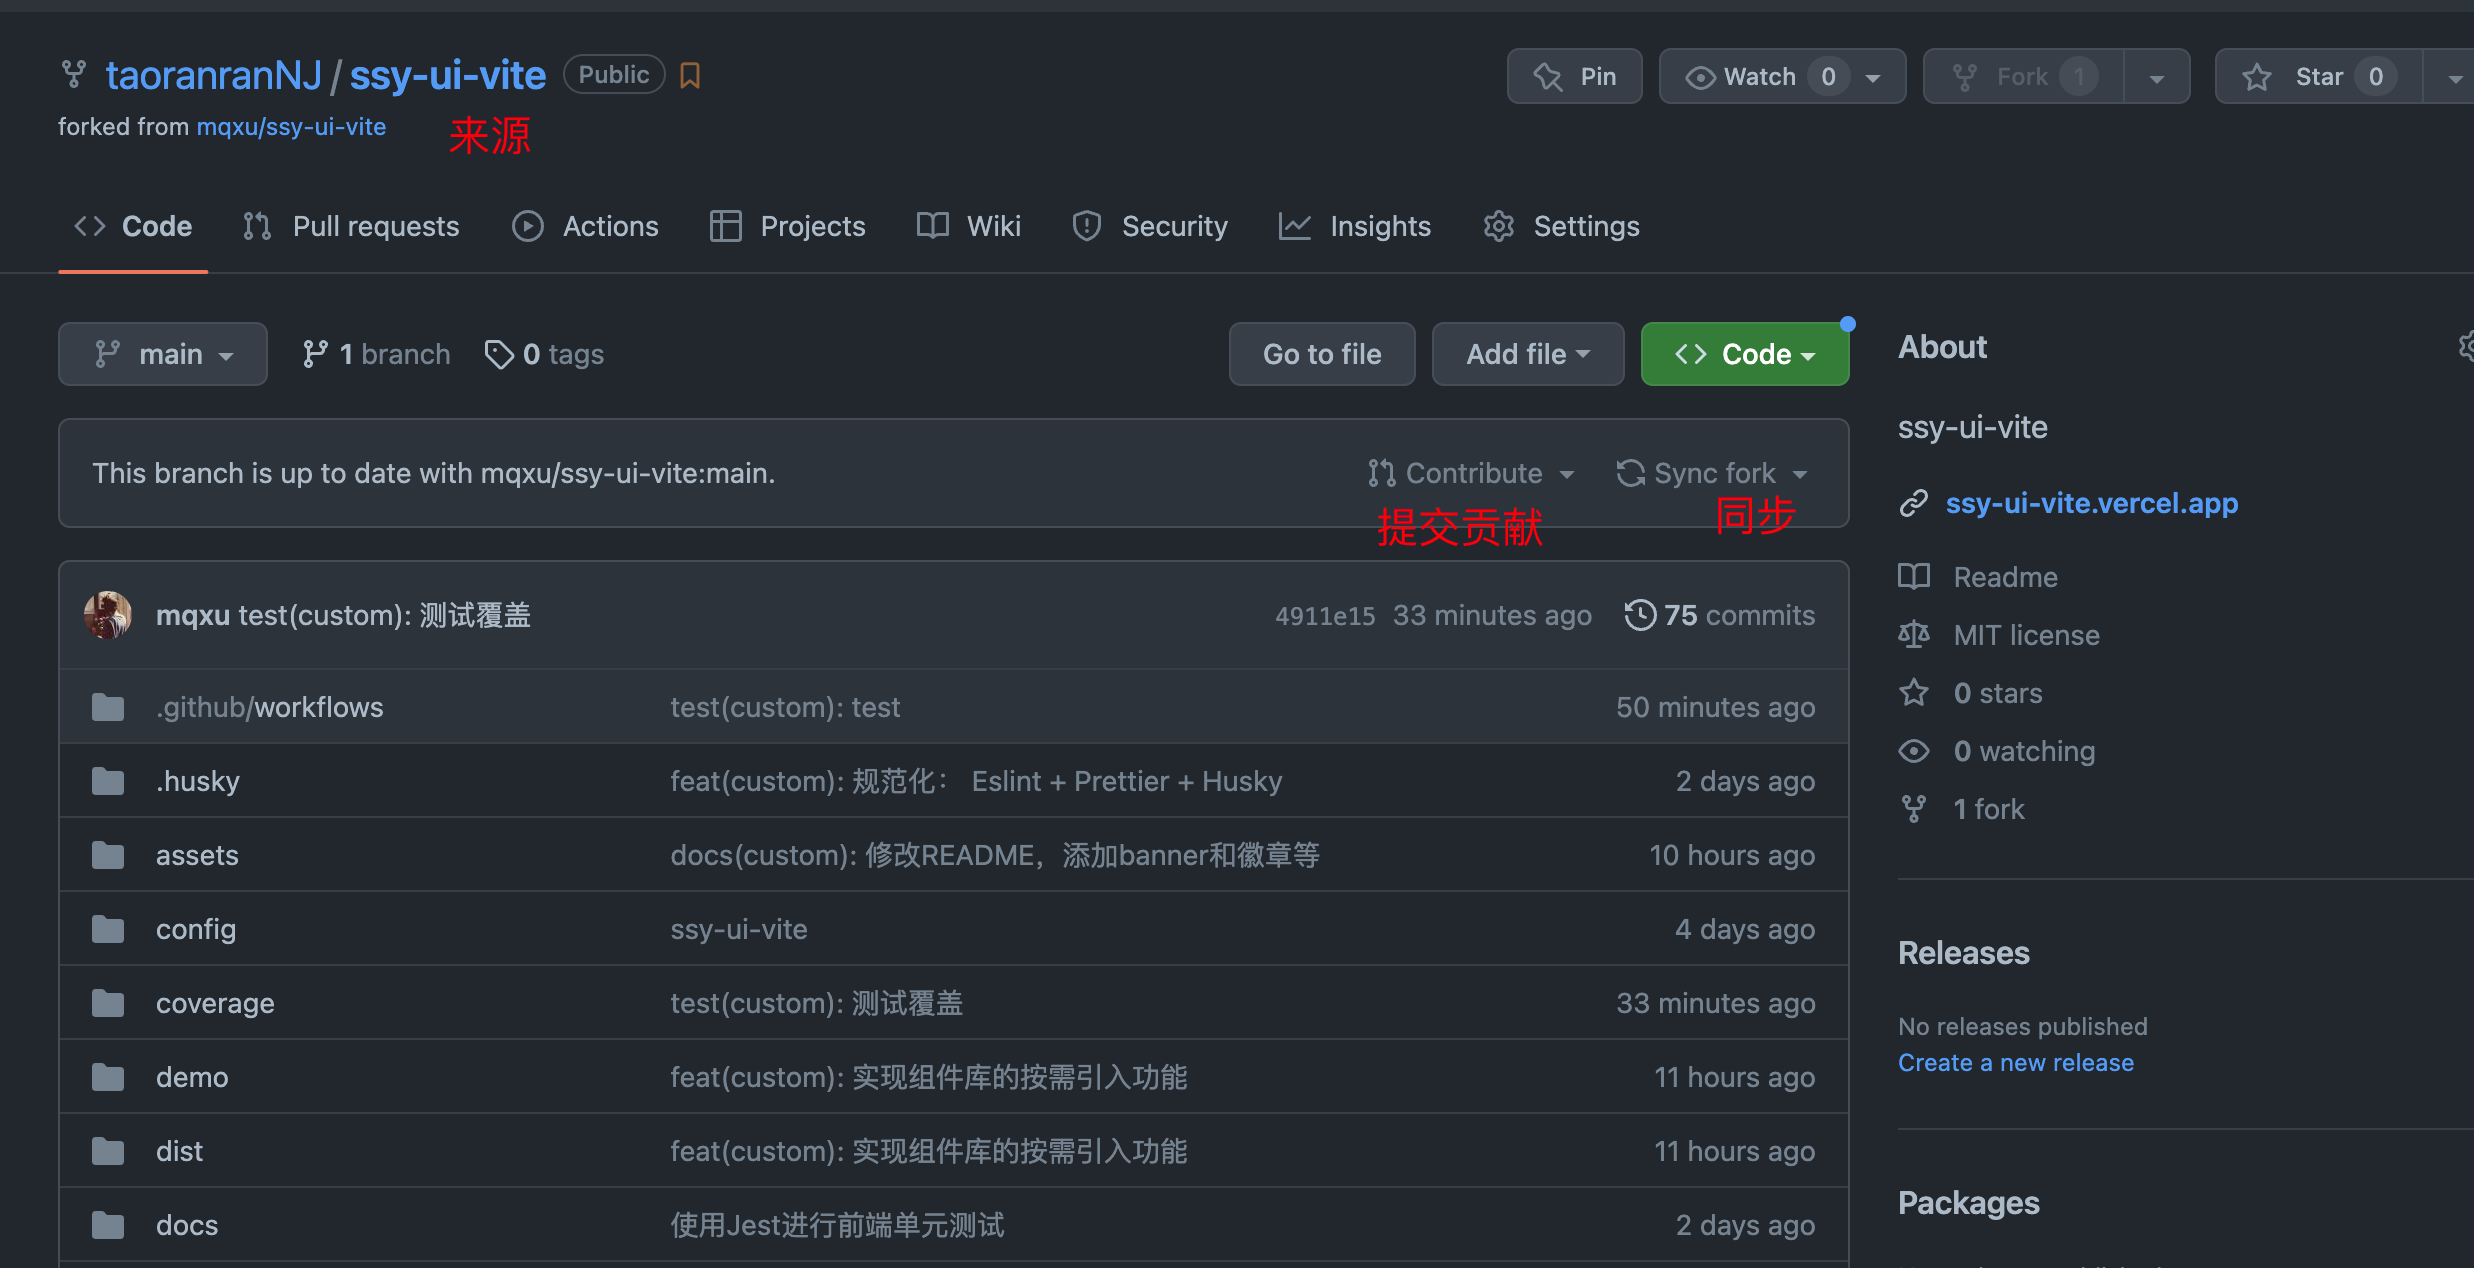 taoranranNJ/ssy-ui-vite Public Pin Watch 0 Fork 1 Star 0
forked from mqxu/ssy-ui-vite 来源
Code Pull requests Actions Projects Wiki Security Insights Settings
main 1 branch 0 tags Go to file Add file Code
This branch is up to date with mqxu/ssy-ui-vite:main. Contribute Sync fork
提交贡献 同步
mqxu test(custom): 测试覆盖 4911e15 33 minutes ago 75 commits
.github/workflows test(custom): test 50 minutes ago
.husky feat(custom): 规范化： Eslint + Prettier + Husky 2 days ago
assets docs(custom): 修改README，添加banner和徽章等 10 hours ago
config ssy-ui-vite 4 days ago
coverage test(custom): 测试覆盖 33 minutes ago
demo feat(custom): 实现组件库的按需引入功能 11 hours ago
dist feat(custom): 实现组件库的按需引入功能 11 hours ago
docs 使用Jest进行前端单元测试 2 days ago
About
ssy-ui-vite
ssy-ui-vite.vercel.app
Readme
MIT license
0 stars
0 watching
1 fork
Releases
No releases published
Create a new release
Packages